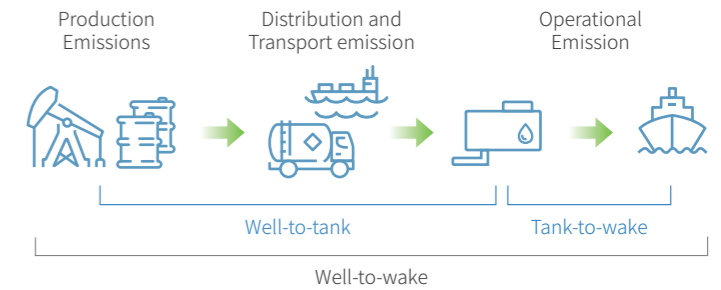 Production
Emissions
Distribution and
Transport emission
Operational
Emission
Well-to-tank
Tank-to-wake
Well-to-wake